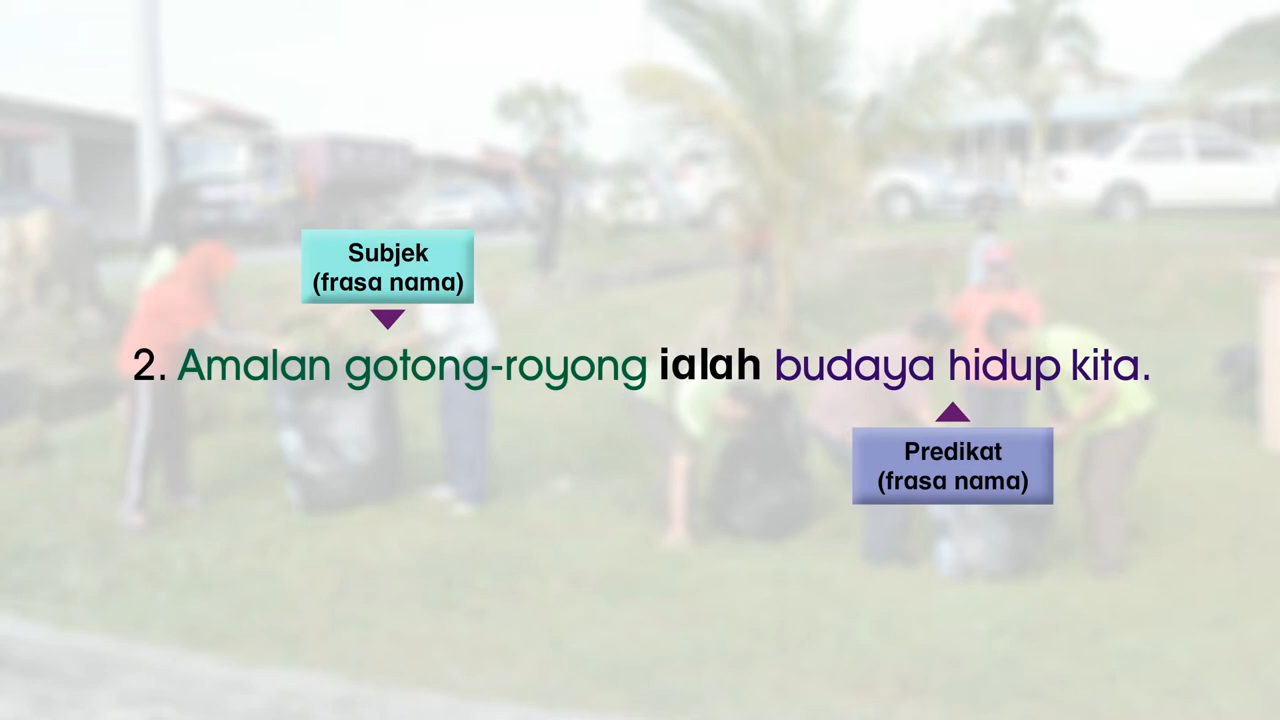 Subjek
(frasa nama)
2. Amalan gotong-royong ialah budaya hidup kita.
Predikat
(frasa nama)